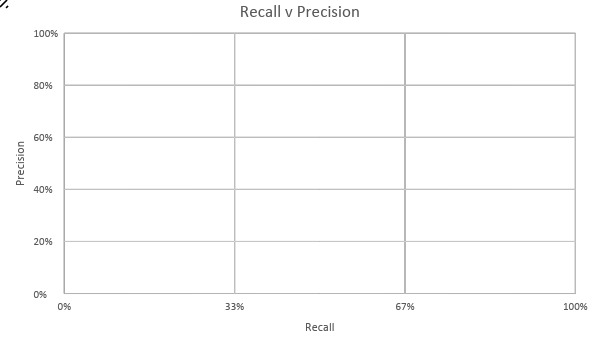 Recall v Precision
100%
80%
60%
40%
20%
0%
Precision
0% 33% 67% 100%
Recall